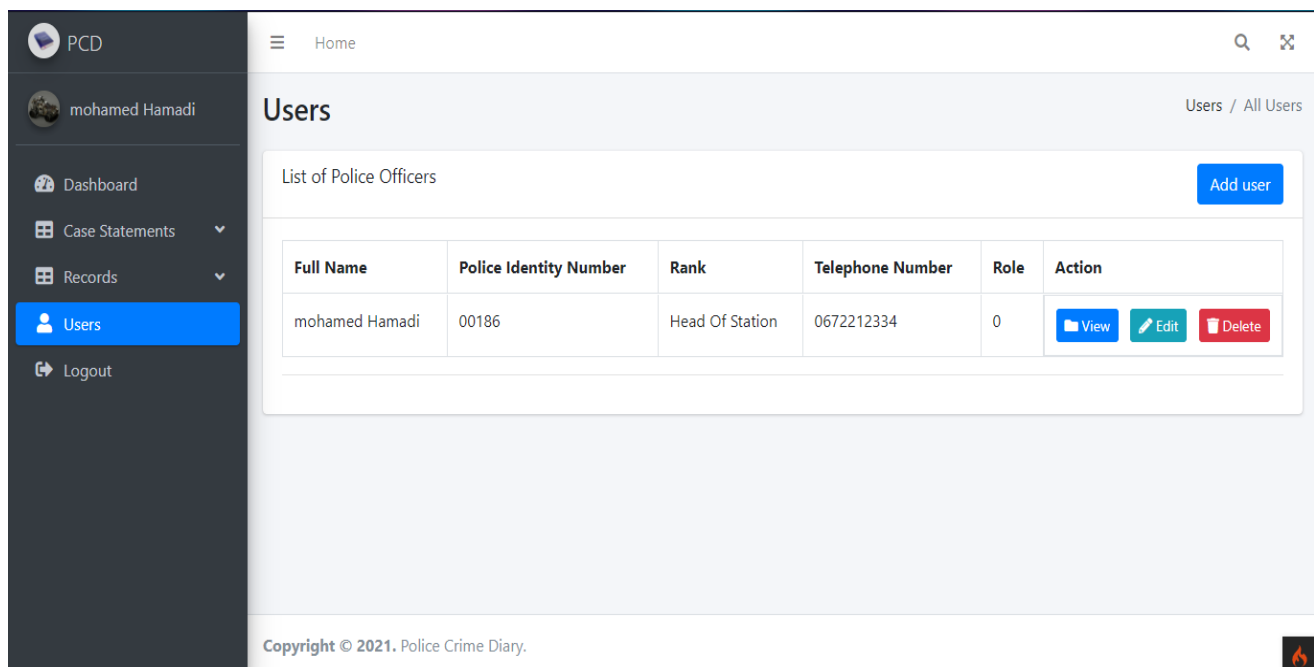 PCD
Home
mohamed Hamadi
Users
Users / All Users
Dashboard
Case Statements
Records
Users
Logout
List of Police Officers
Add user
Full Name Police Identity Number Rank Telephone Number Role Action
mohamed Hamadi 00186 Head Of Station 0672212334 0 View Edit Delete
Copyright © 2021. Police Crime Diary.